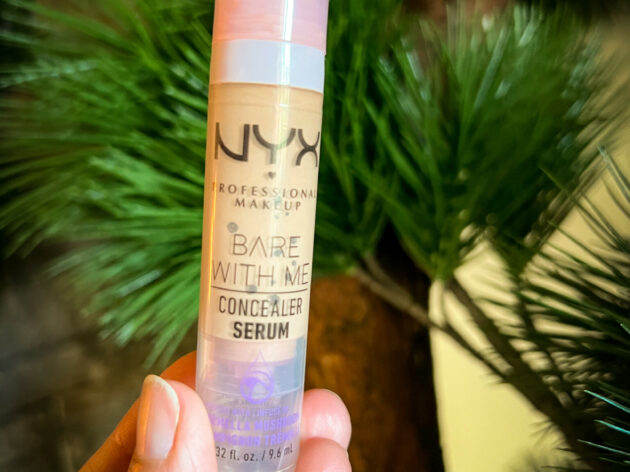 NYX
PROFESSIONAL
MAKEUP
BARE
WITH ME
CONCEALER
SERUM
32 fl. oz. / 9.6 mL